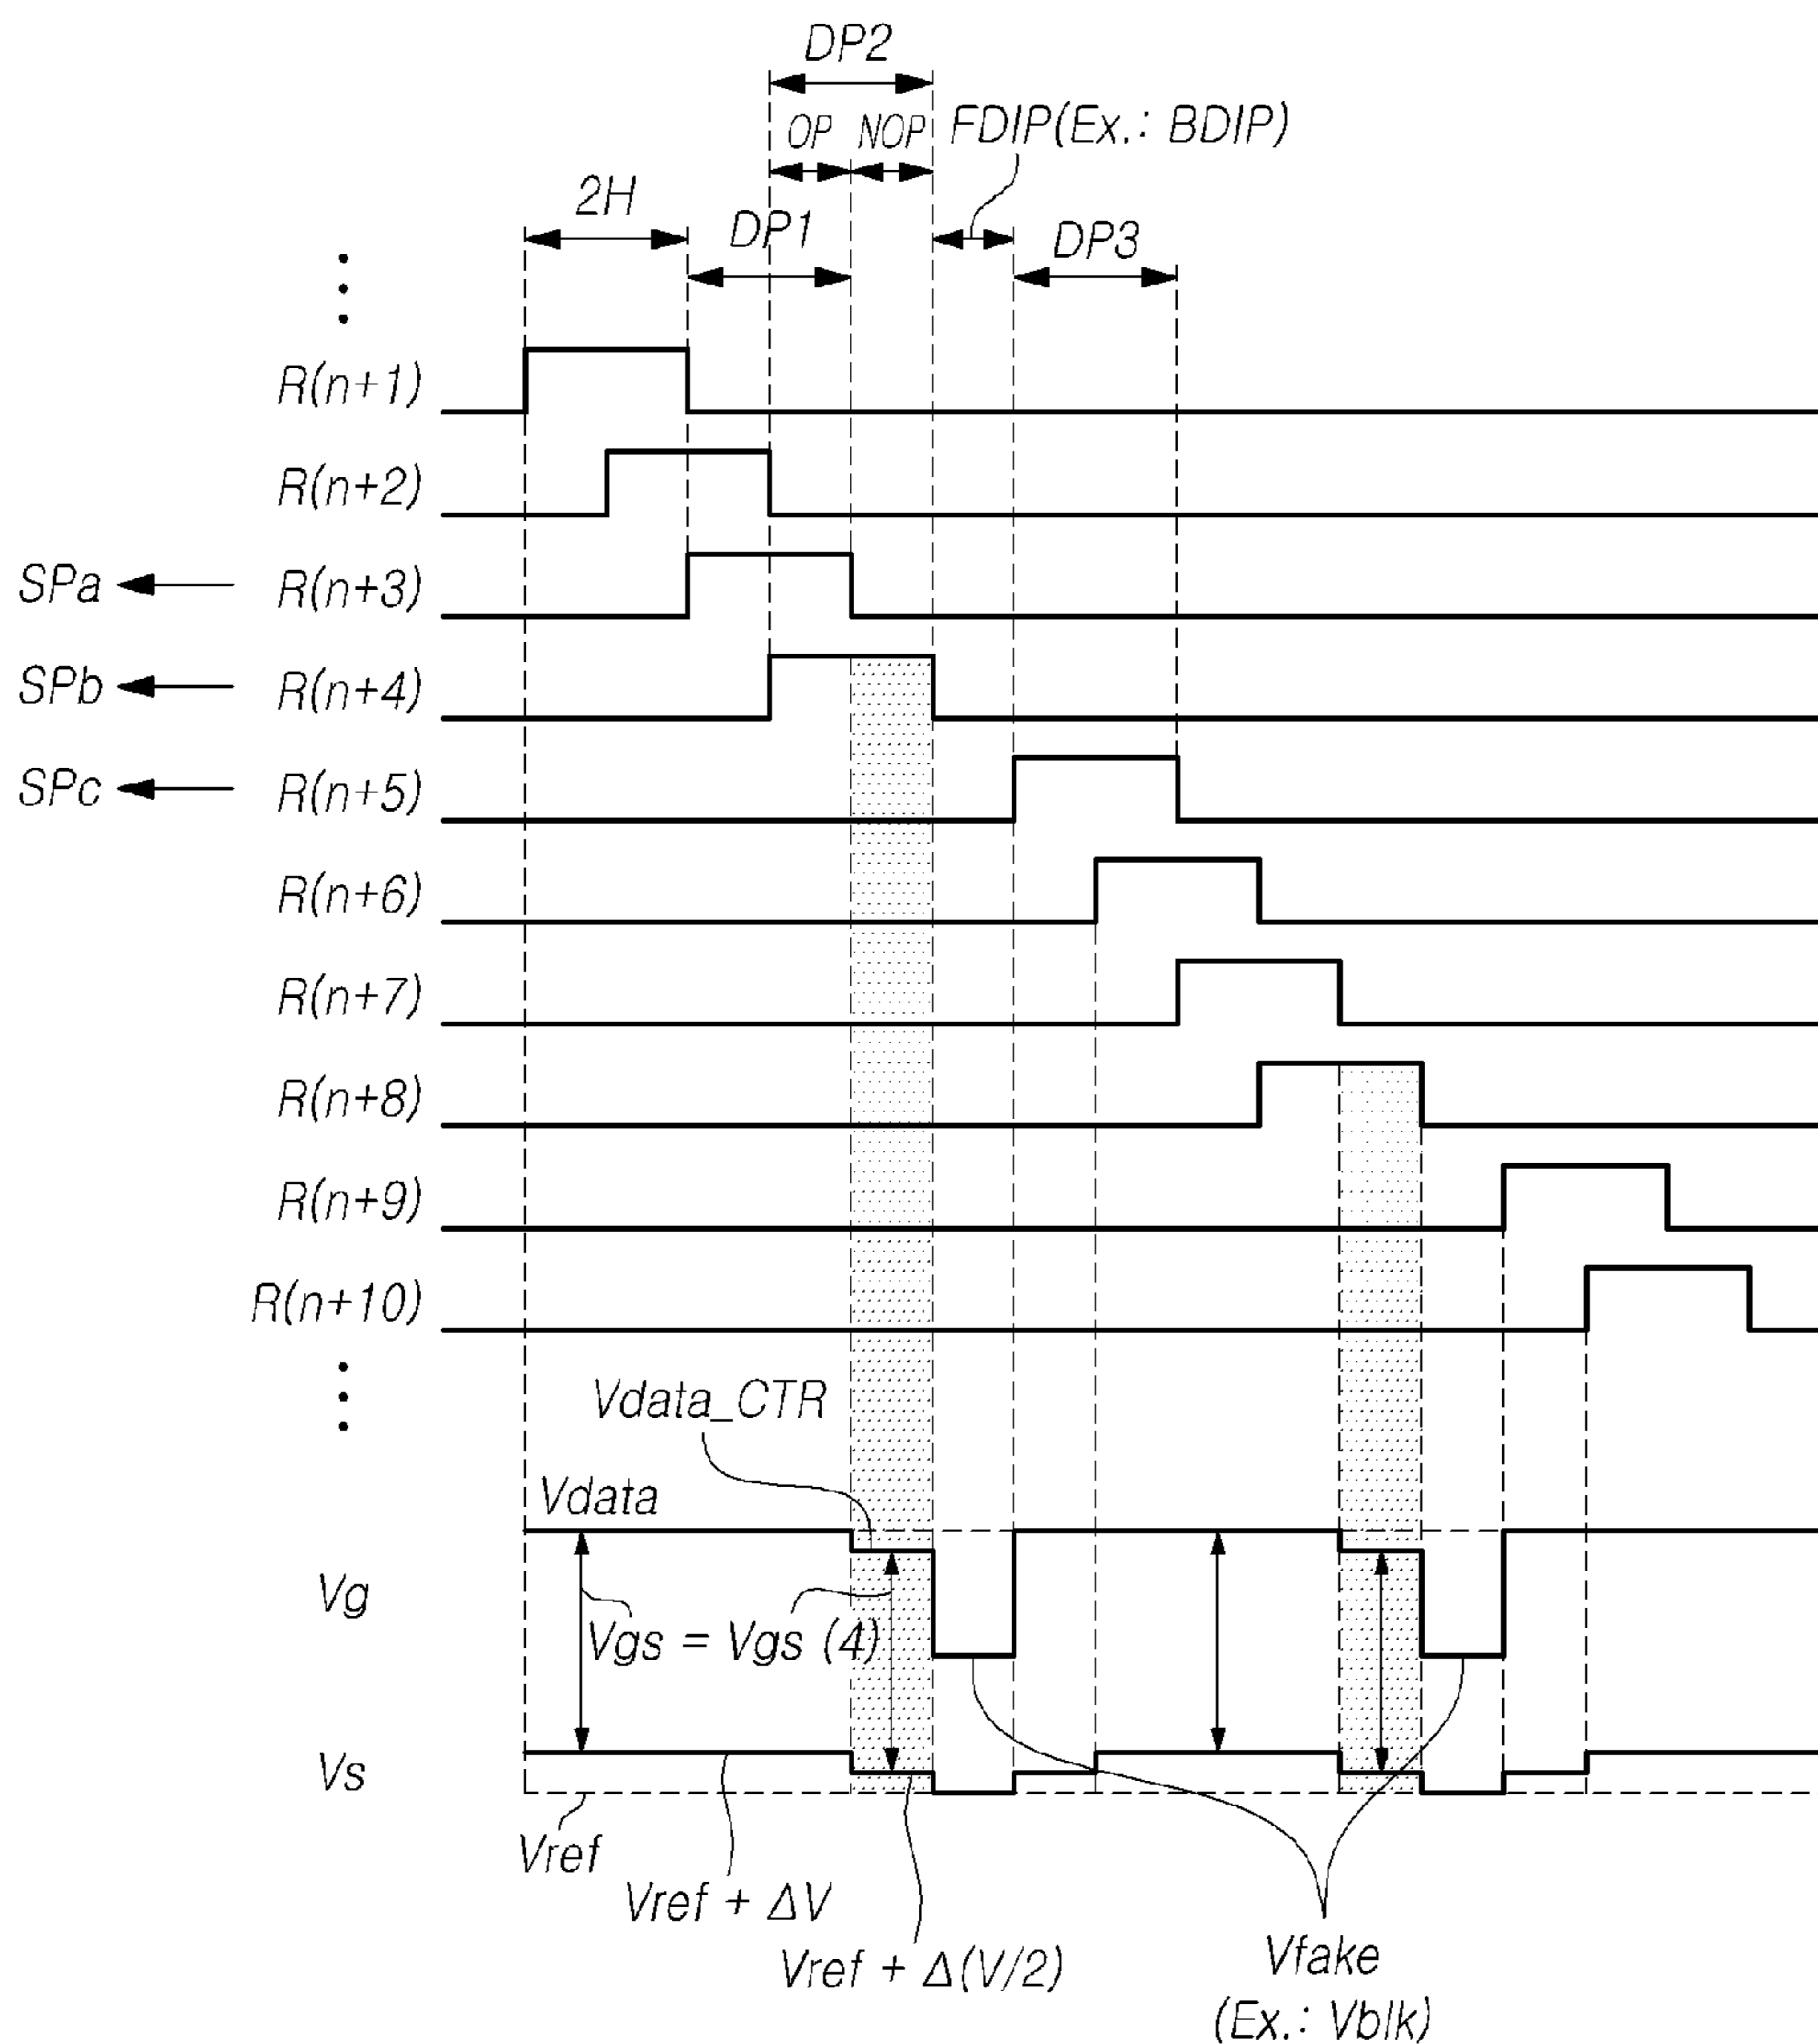 DP2
OP NOP FDIP(Ex.: BDIP)
2H DP1 DP3
R(n+1)
R(n+2)
SPa R(n+3)
SPb R(n+4)
SPc R(n+5)
R(n+6)
R(n+7)
R(n+8)
R(n+9)
R(n+10)
Vdata_CTR
Vdata
Vg
Vgs = Vgs (4)
Vs
Vref
Vref + ΔV
Vref + Δ(V/2)
Vfake
(Ex.: Vblk)